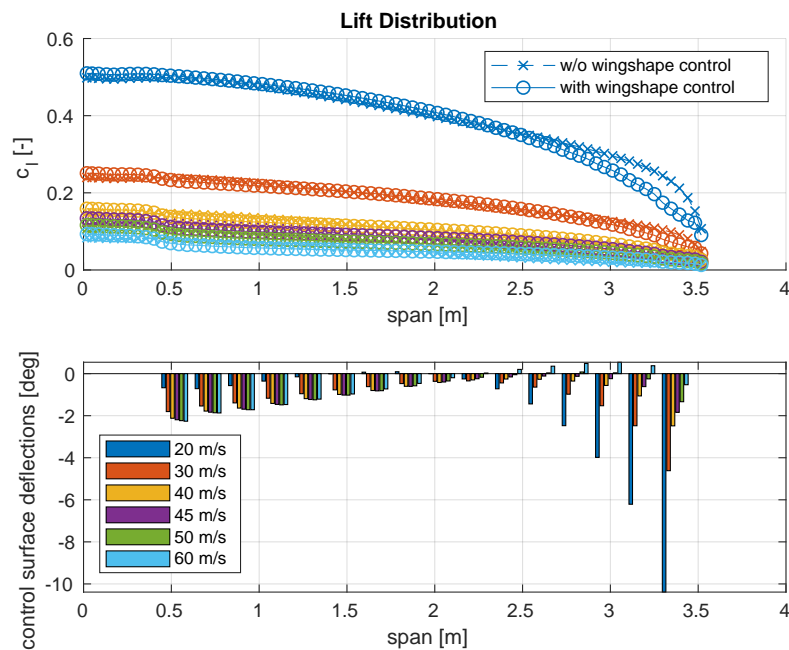 Lift Distribution
0.6
0.4
0.2
0
c_l [-]
w/o wingshape control
with wingshape control
0 0.5 1 1.5 2 2.5 3 3.5 4
span [m]
0
-2
-4
-6
-8
-10
control surface deflections [deg]
20 m/s
30 m/s
40 m/s
45 m/s
50 m/s
60 m/s
0 0.5 1 1.5 2 2.5 3 3.5 4
span [m]